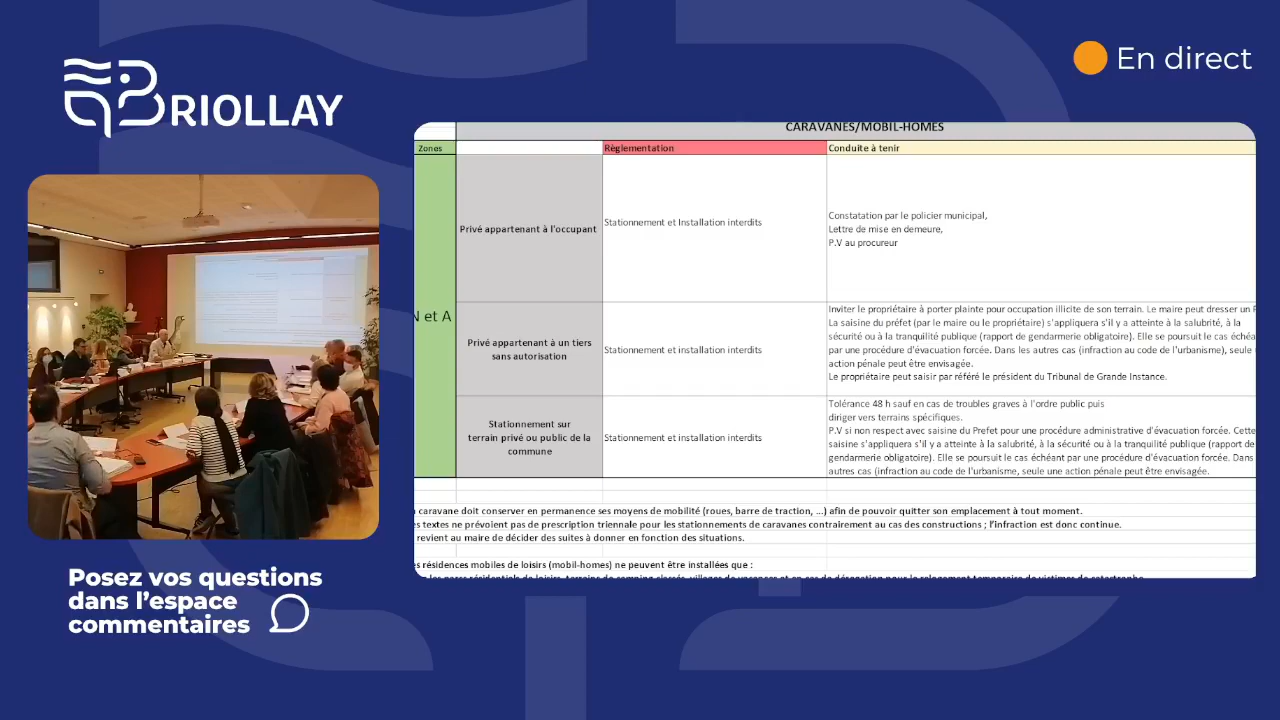 BRIOLLAY
En direct
CARAVANES/MOBIL-HOMES
Zones
Règlementation
Conduite à tenir
N et A
Privé appartenant à l'occupant
Stationnement et Installation interdits
Constatation par le policier municipal,
Lettre de mise en demeure,
P.V au procureur
Privé appartenant à un tiers
sans autorisation
Stationnement et installation interdits
Inviter le propriétaire à porter plainte pour occupation illicite de son terrain. Le maire peut dresser un
La saisine du préfet (par le maire ou le propriétaire) s'appliquera s'il y a atteinte à la salubrité, à la
sécurité ou à la tranquilité publique (rapport de gendarmerie obligatoire). Elle se poursuit le cas échéa
par une procédure d'évacuation forcée. Dans les autres cas (infraction au code de l'urbanisme), seule
action pénale peut être envisagée.
Le propriétaire peut saisir par référé le président du Tribunal de Grande Instance.
Stationnement sur
terrain privé ou public de la
commune
Stationnement et installation interdits
Tolérance 48 h sauf en cas de troubles graves à l'ordre public puis
diriger vers terrains spécifiques.
P.V si non respect avec saisine du Prefet pour une procédure administrative d'évacuation forcée. Cette
saisine s'appliquera s'il y a atteinte à la salubrité, à la sécurité ou à la tranquilité publique (rapport de
gendarmerie obligatoire). Elle se poursuit le cas échéant par une procédure d'évacuation forcée. Dans
autres cas (infraction au code de l'urbanisme, seule une action pénale peut être envisagée.
caravane doit conserver en permanence ses moyens de mobilité (roues, barre de traction, ...) afin de pouvoir quitter son emplacement à tout moment.
es textes ne prévoient pas de prescription triennale pour les stationnements de caravanes contrairement au cas des constructions ; l'infraction est donc continue.
revient au maire de décider des suites à donner en fonction des situations.
es résidences mobiles de loisirs (mobil-homes) ne peuvent être installées que :
Posez vos questions
dans l'espace
commentaires